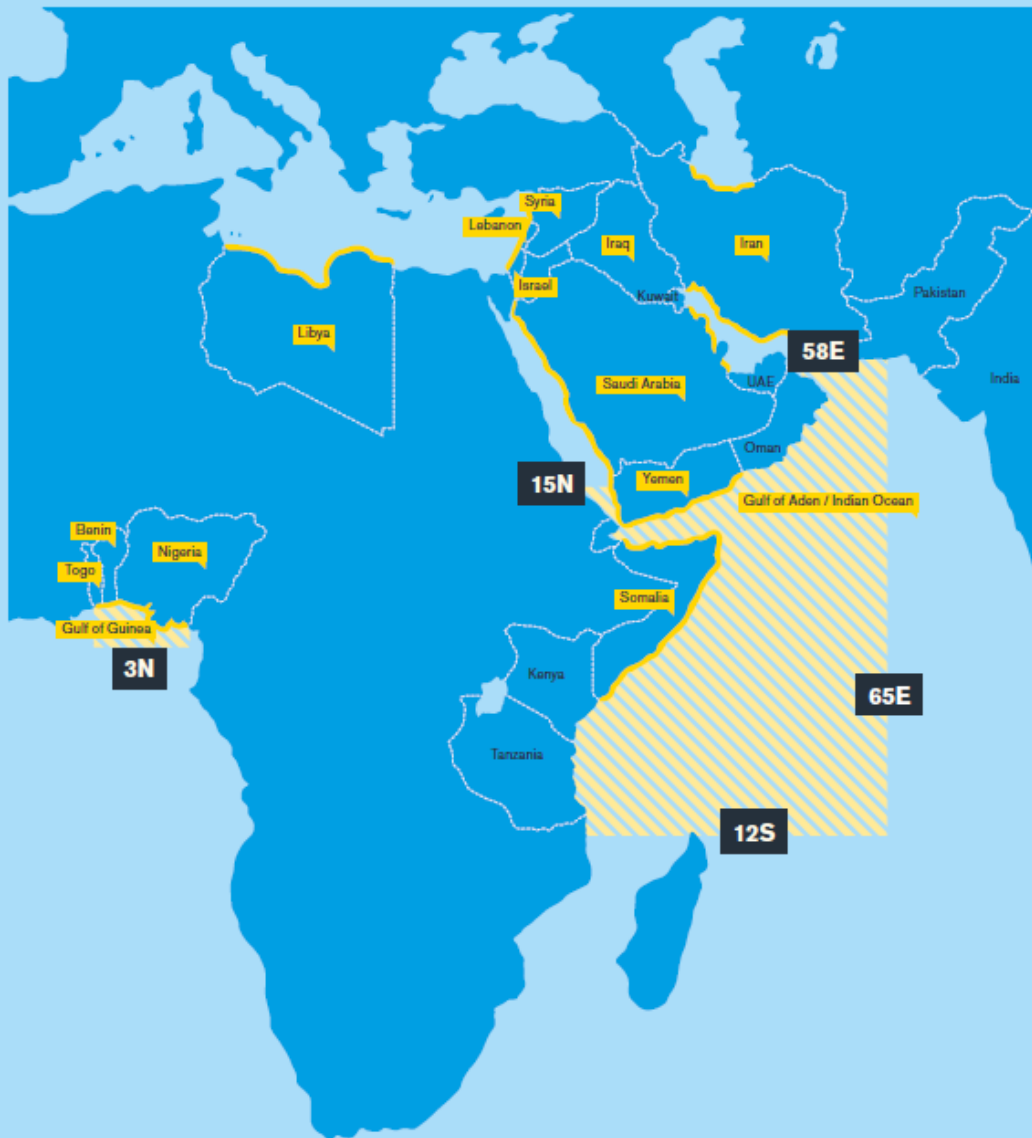 Syria
Lebanon
Iraq
Iran
Israel
Kuwait
Pakistan
Libya
58E
UAE
India
Saudi Arabia
Oman
15N
Yemen
Gulf of Aden / Indian Ocean
Benin
Nigeria
Togo
Somalia
Gulf of Guinea
3N
Kenya
65E
Tanzania
12S